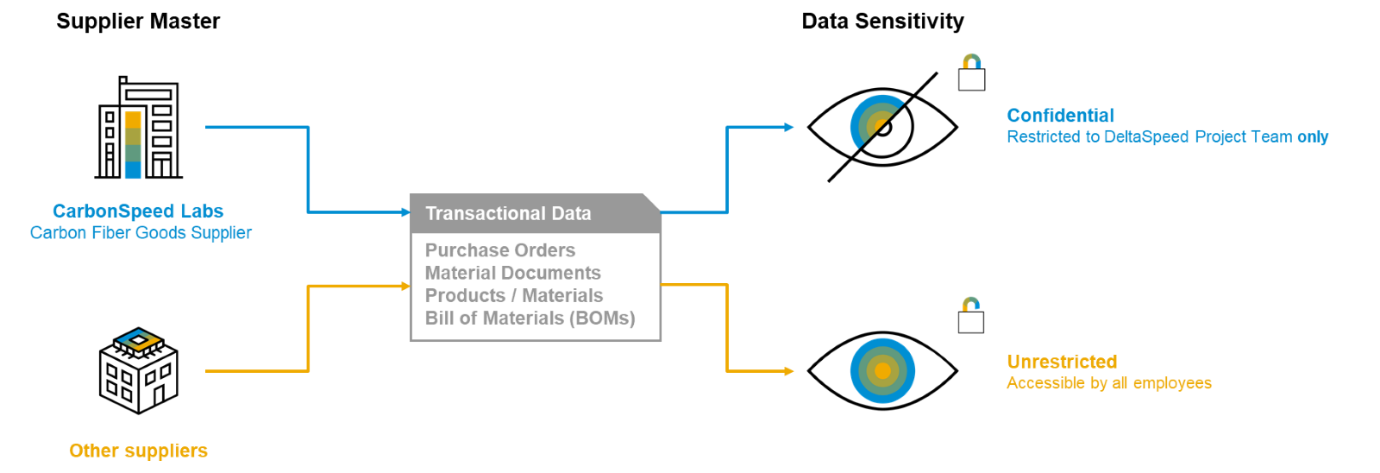 Supplier Master
Data Sensitivity
Confidential
Restricted to DeltaSpeed Project Team only
CarbonSpeed Labs
Carbon Fiber Goods Supplier
Transactional Data
Purchase Orders
Material Documents
Products / Materials
Bill of Materials (BOMs)
Unrestricted
Accessible by all employees
Other suppliers